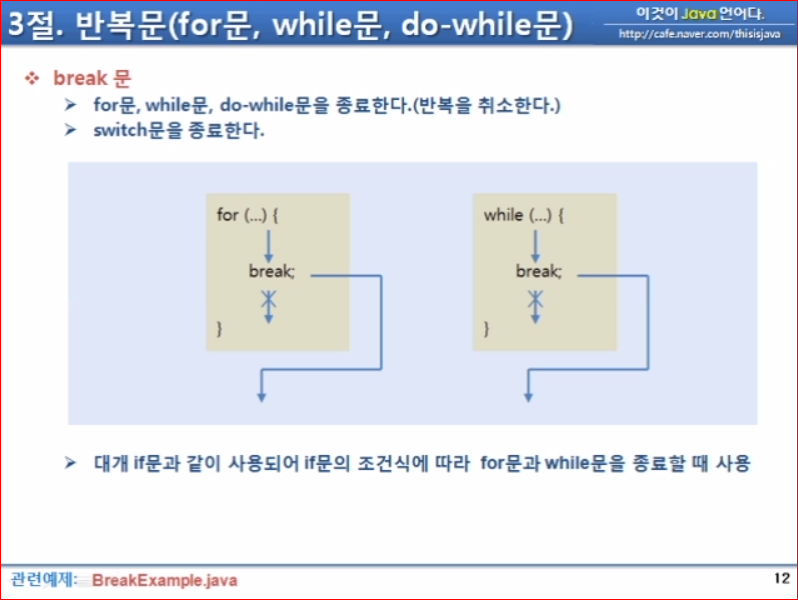 3절. 반복문(for문, while문, do-while문)
이것이 Java 언어다.
http://cafe.naver.com/thisisjava
break 문
for문, while문, do-while문을 종료한다.(반복을 취소한다.)
switch문을 종료한다.
for (...) {
break;
}
while (...) {
break;
}
대개 if문과 같이 사용되어 if문의 조건식에 따라 for문과 while문을 종료할 때 사용
관련예제: BreakExample.java
12